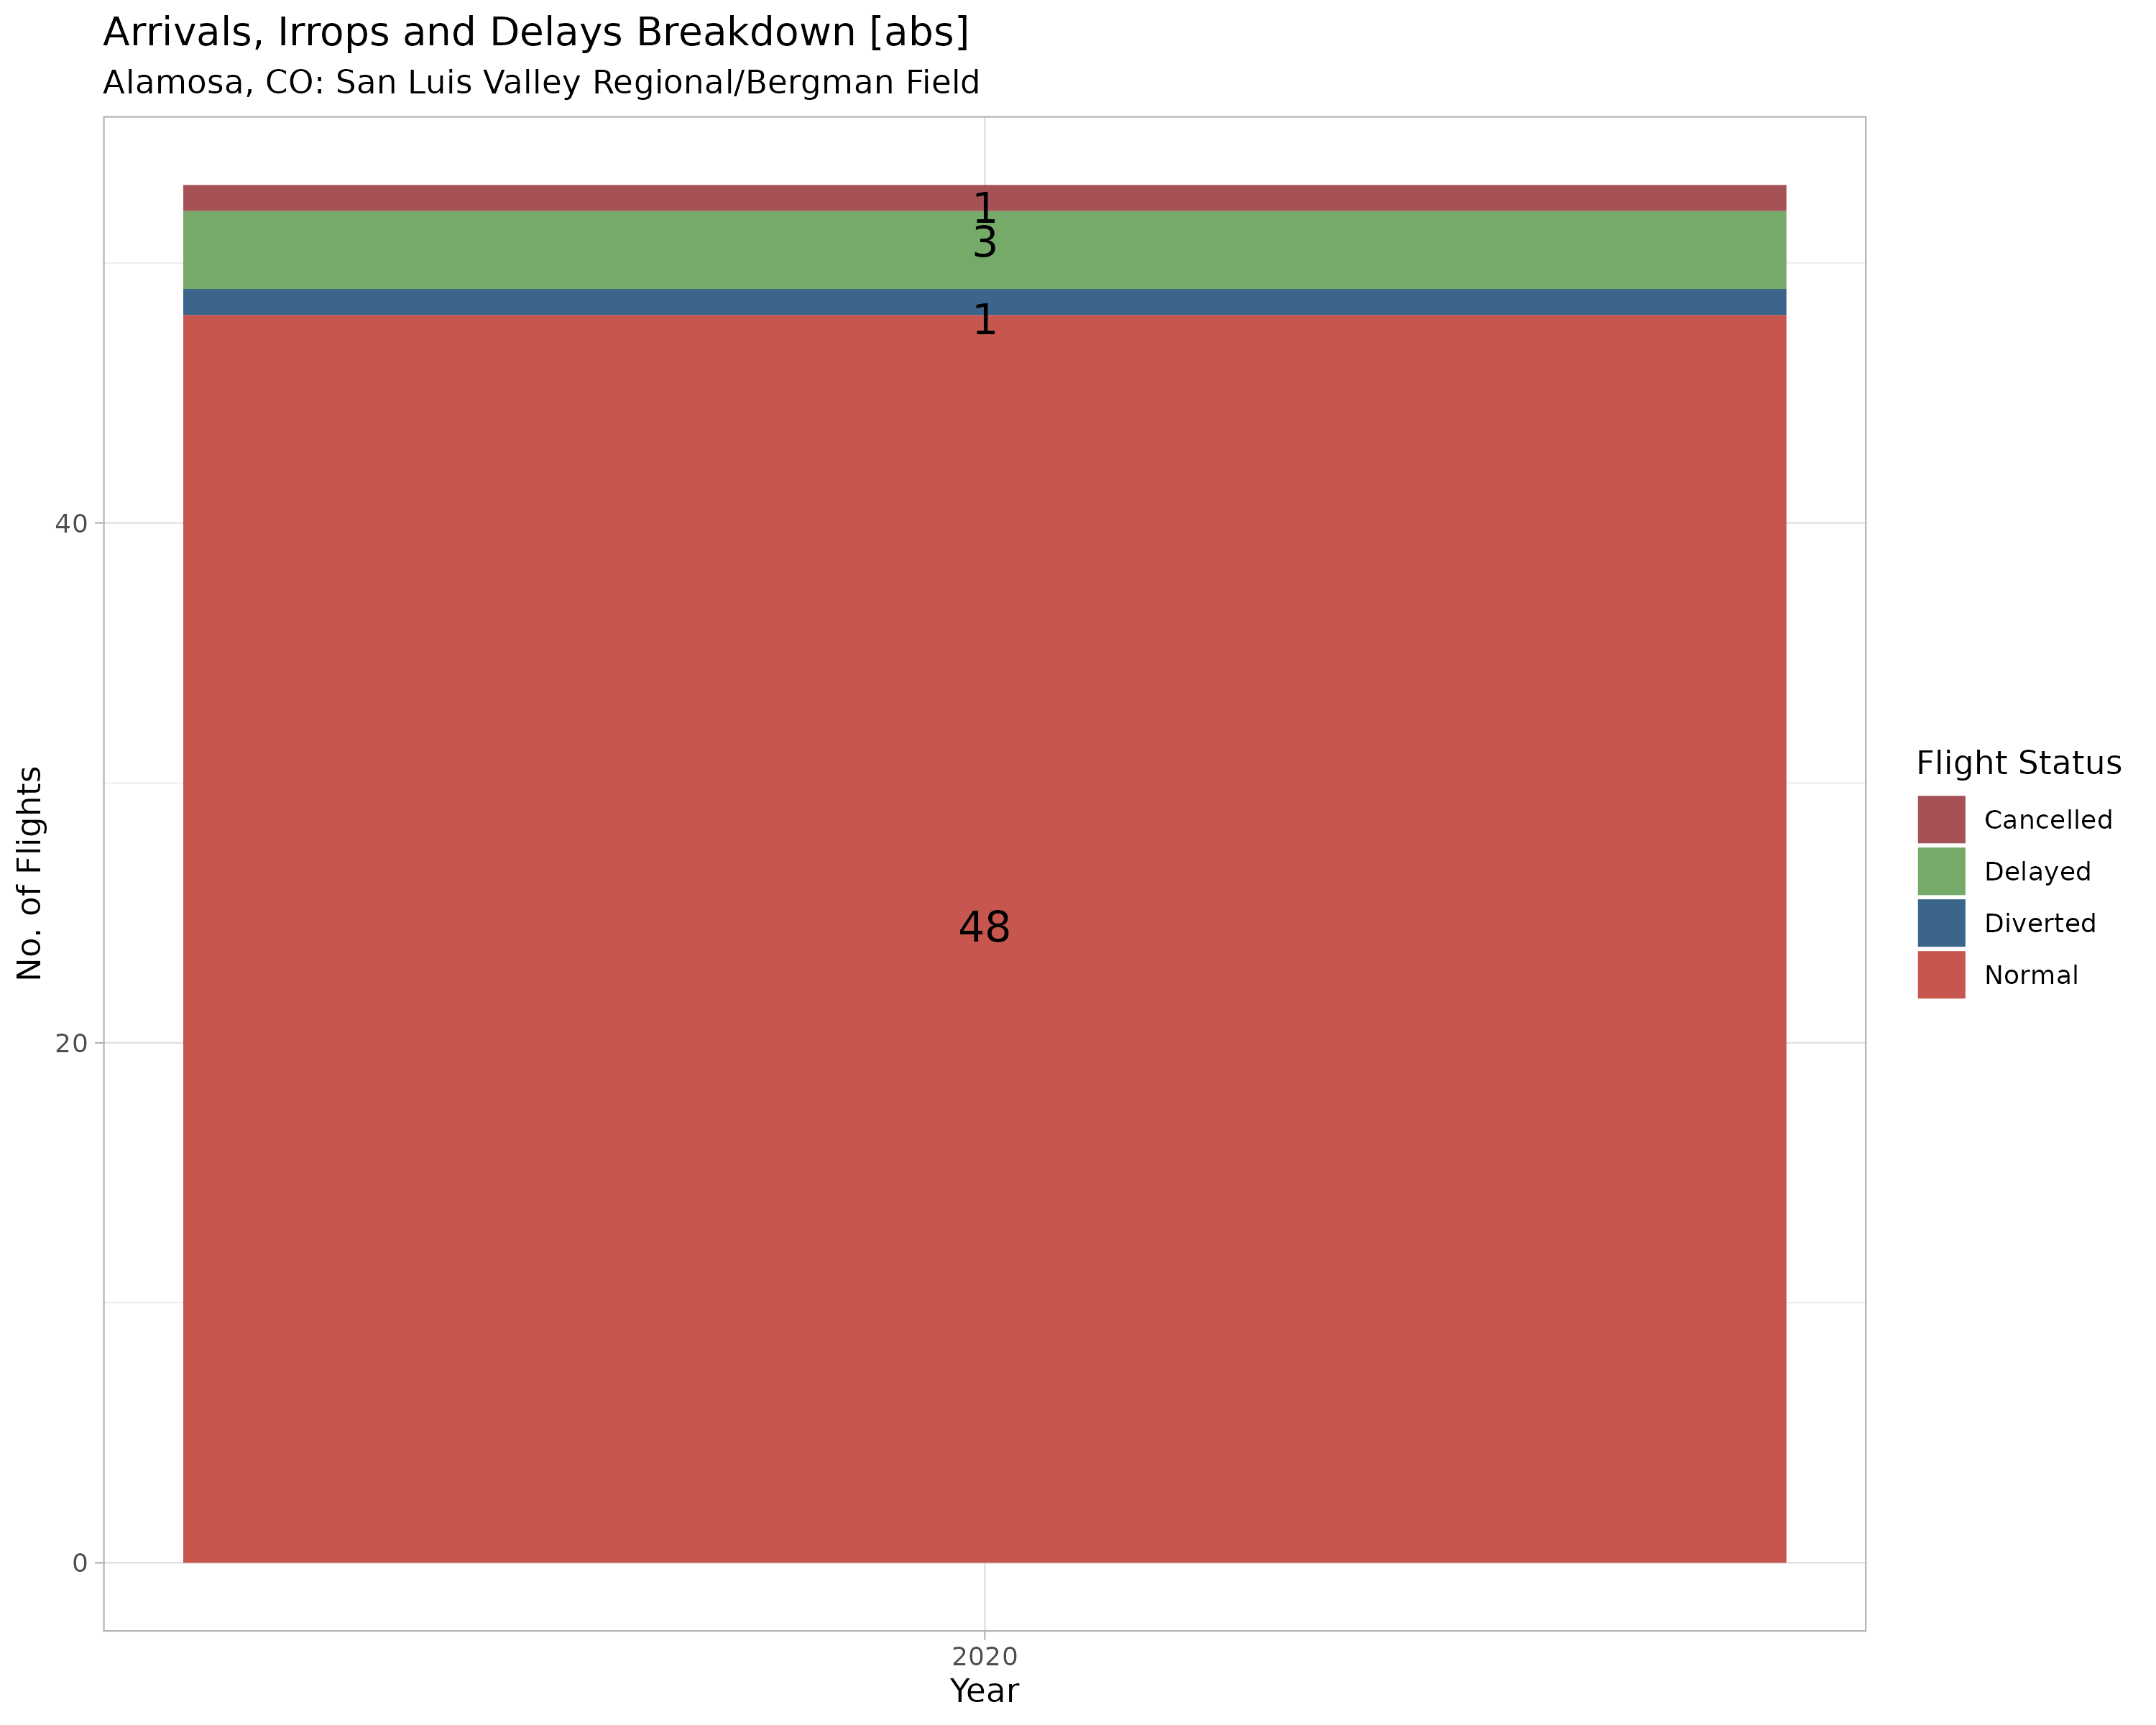 Arrivals, Irrops and Delays Breakdown [abs]
Alamosa, CO: San Luis Valley Regional/Bergman Field
1
3
1
40
48
20
0
No. of Flights
2020
Year
Flight Status
Cancelled
Delayed
Diverted
Normal